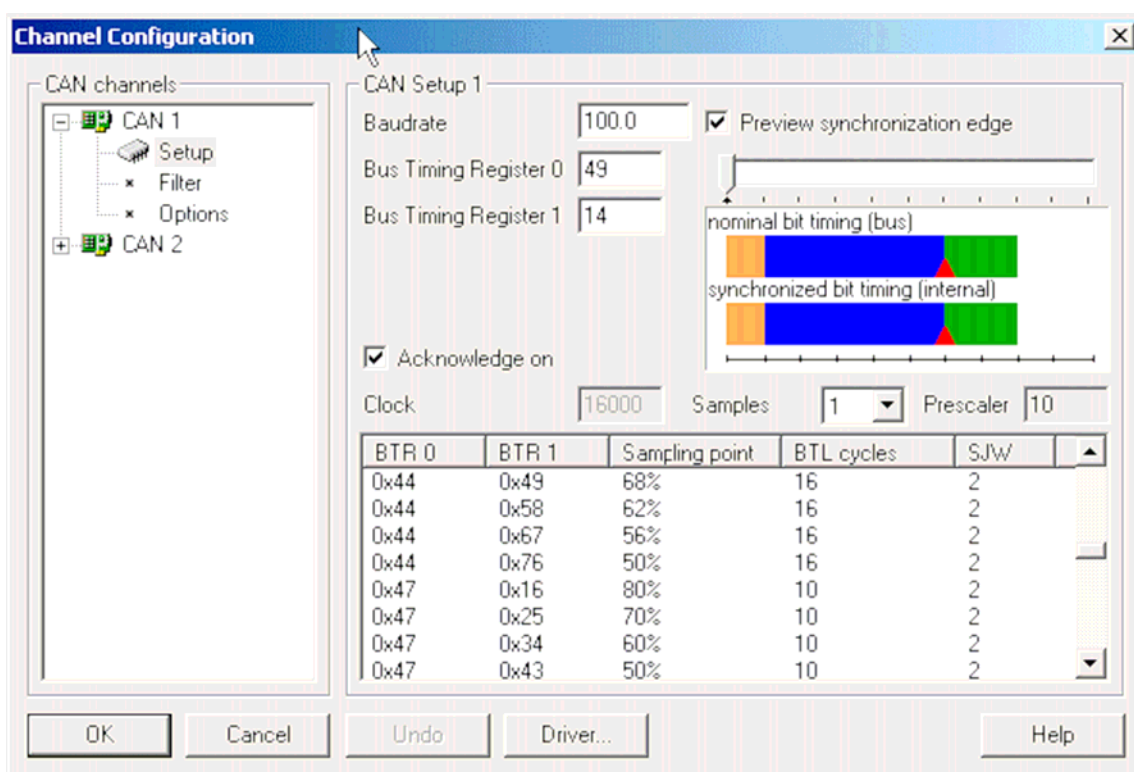 Channel Configuration
CAN channels
CAN 1
Setup
Filter
Options
CAN 2
CAN Setup 1
Baudrate 100.0 Preview synchronization edge
Bus Timing Register 0 49
Bus Timing Register 1 14
nominal bit timing (bus)
synchronized bit timing (internal)
Acknowledge on
Clock 16000 Samples 1 Prescaler 10
BTR 0 BTR 1 Sampling point BTL cycles SJW
0x44 0x49 68% 16 2
0x44 0x58 62% 16 2
0x44 0x67 56% 16 2
0x44 0x76 50% 16 2
0x47 0x16 80% 10 2
0x47 0x25 70% 10 2
0x47 0x34 60% 10 2
0x47 0x43 50% 10 2
OK Cancel Undo Driver... Help